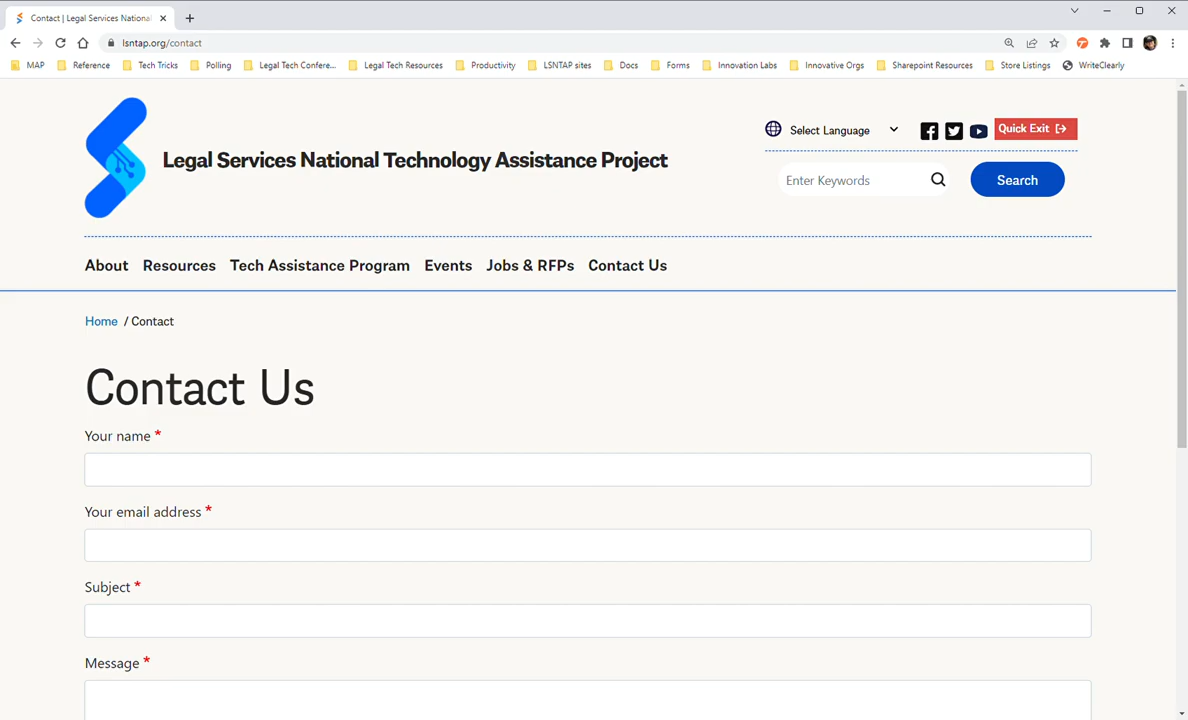 Contact | Legal Services National
lsntap.org/contact
MAP Reference Tech Tricks Polling Legal Tech Confere... Legal Tech Resources Productivity LSNTAP sites Docs Forms Innovation Labs Innovative Orgs Sharepoint Resources Store Listings WriteClearly
Select Language Quick Exit
Legal Services National Technology Assistance Project
Enter Keywords Search
About Resources Tech Assistance Program Events Jobs & RFPs Contact Us
Home / Contact
Contact Us
Your name *
Your email address *
Subject *
Message *